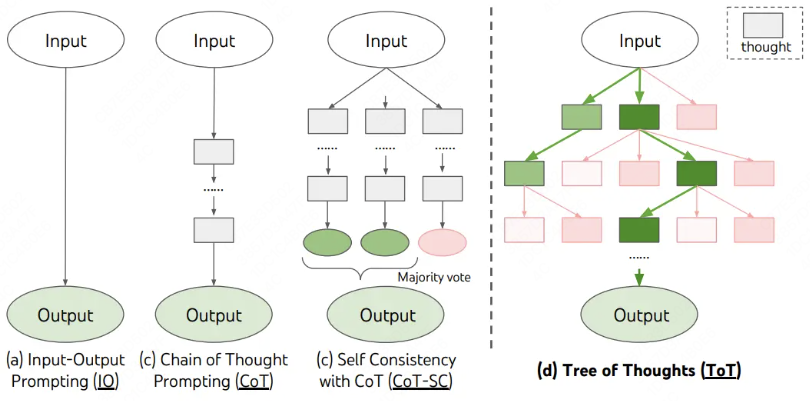 Input
Input
Input
Input
thought
......
......
......
......
......
Majority vote
Output
Output
Output
Output
(a) Input-Output
Prompting (IO)
(c) Chain of Thought
Prompting (CoT)
(c) Self Consistency
with CoT (CoT-SC)
(d) Tree of Thoughts (ToT)